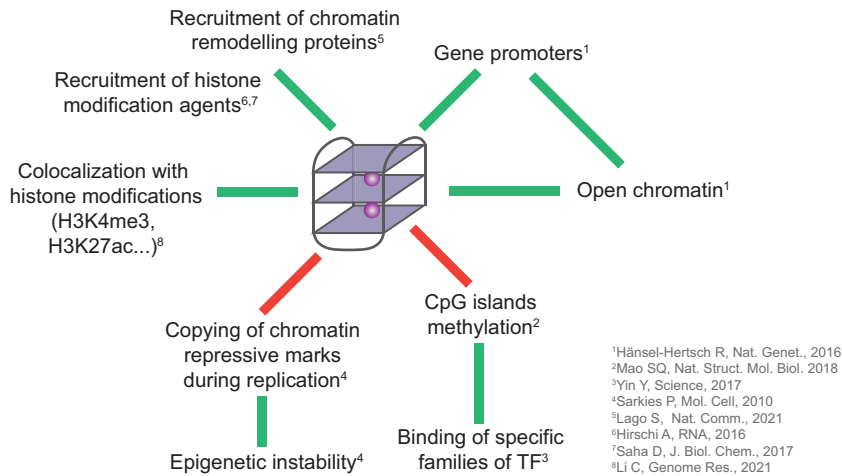 Recruitment of chromatin
remodelling proteins⁵
Gene promoters¹
Recruitment of histone
modification agents⁶,⁷
Colocalization with
histone modifications
(H3K4me3,
H3K27ac...)⁸
Open chromatin¹
CpG islands
methylation²
Copying of chromatin
repressive marks
during replication⁴
Binding of specific
families of TF³
Epigenetic instability⁴
¹Hänsel-Hertsch R, Nat. Genet., 2016
²Mao SQ, Nat. Struct. Mol. Biol. 2018
³Yin Y, Science, 2017
⁴Sarkies P, Mol. Cell, 2010
⁵Lago S,  Nat. Comm., 2021
⁶Hirschi A, RNA, 2016
⁷Saha D, J. Biol. Chem., 2017
⁸Li C, Genome Res., 2021